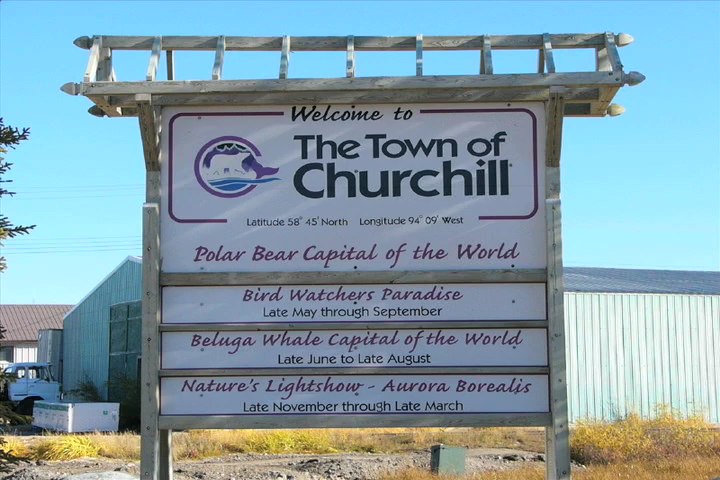 Welcome to
The Town of
Churchill
Latitude 58° 45' North Longitude 94° 09' West
Polar Bear Capital of the World
Bird Watchers Paradise
Late May through September
Beluga Whale Capital of the World
Late June to Late August
Nature's Lightshow - Aurora Borealis
Late November through Late March